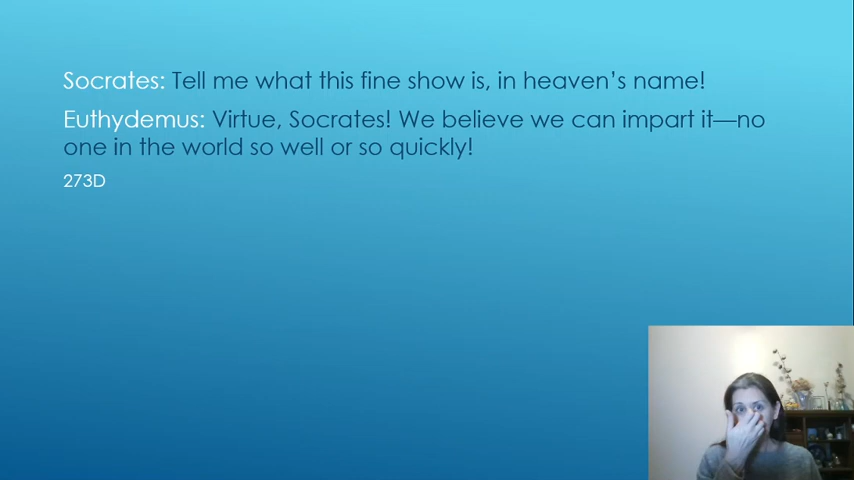 Socrates: Tell me what this fine show is, in heaven’s name!
Euthydemus: Virtue, Socrates! We believe we can impart it—no
one in the world so well or so quickly!
273D